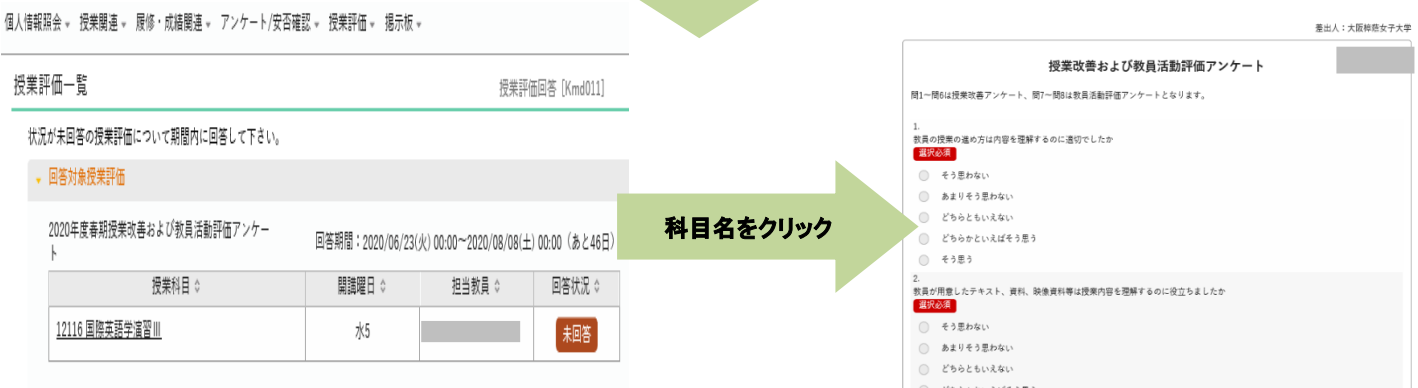 個人情報照会 授業関連 履修・成績関連 アンケート/安否確認 授業評価 掲示板
授業評価一覧
授業評価回答 [Kmd011]
状況が未回答の授業評価について期間内に回答して下さい。
回答対象授業評価
2020年度春期授業改善および教員活動評価アンケー
ト
回答期間：2020/06/23(火) 00:00～2020/08/08(土) 00:00（あと46日）
授業科目 開講曜日 担当教員 回答状況
12116 国際英語学演習Ⅲ 水5 未回答
科目名をクリック
差出人：大阪樟蔭女子大学
授業改善および教員活動評価アンケート
問1～問6は授業改善アンケート、問7～問8は教員活動評価アンケートとなります。
1.
教員の授業の進め方は内容を理解するのに適切でしたか
選択必須
そう思わない
あまりそう思わない
どちらともいえない
どちらかといえばそう思う
そう思う
2.
教員が用意したテキスト、資料、映像資料等は授業内容を理解するのに役立ちましたか
選択必須
そう思わない
あまりそう思わない
どちらともいえない